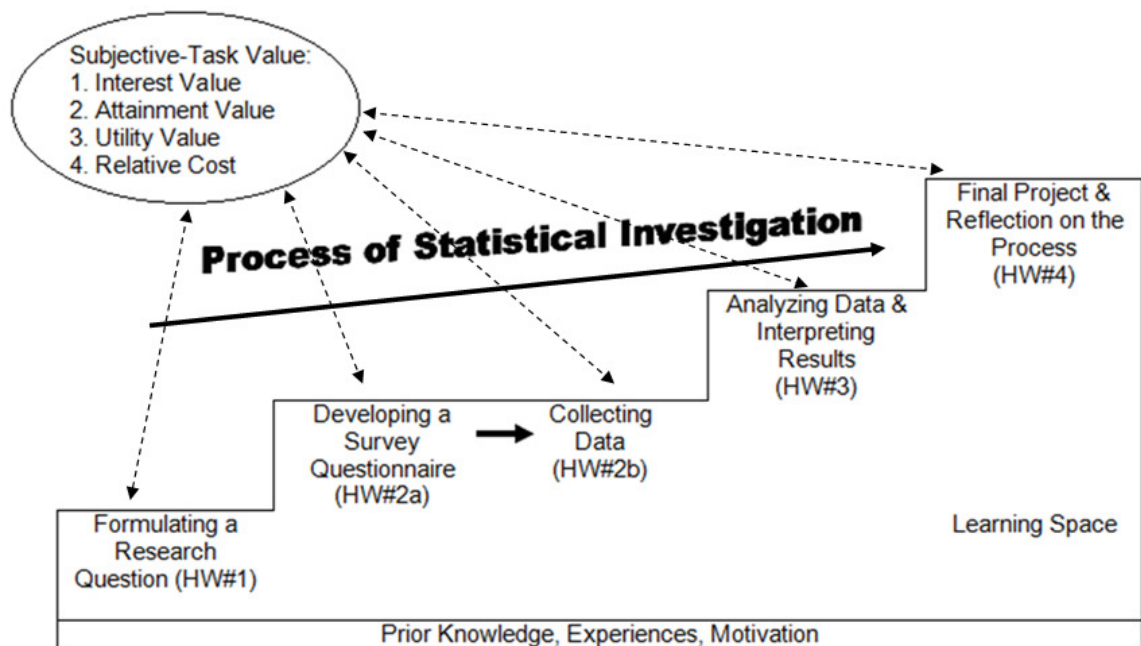 Subjective-Task Value:
1. Interest Value
2. Attainment Value
3. Utility Value
4. Relative Cost
Process of Statistical Investigation
Final Project &
Reflection on the
Process
(HW#4)
Analyzing Data &
Interpreting
Results
(HW#3)
Developing a
Survey
Questionnaire
(HW#2a)
Collecting
Data
(HW#2b)
Formulating a
Research
Question (HW#1)
Learning Space
Prior Knowledge, Experiences, Motivation